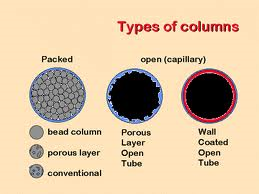 Types of columns
Packed
open (capillary)
bead column
porous layer
conventional
Porous
Layer
Open
Tube
Wall
Coated
Open
Tube